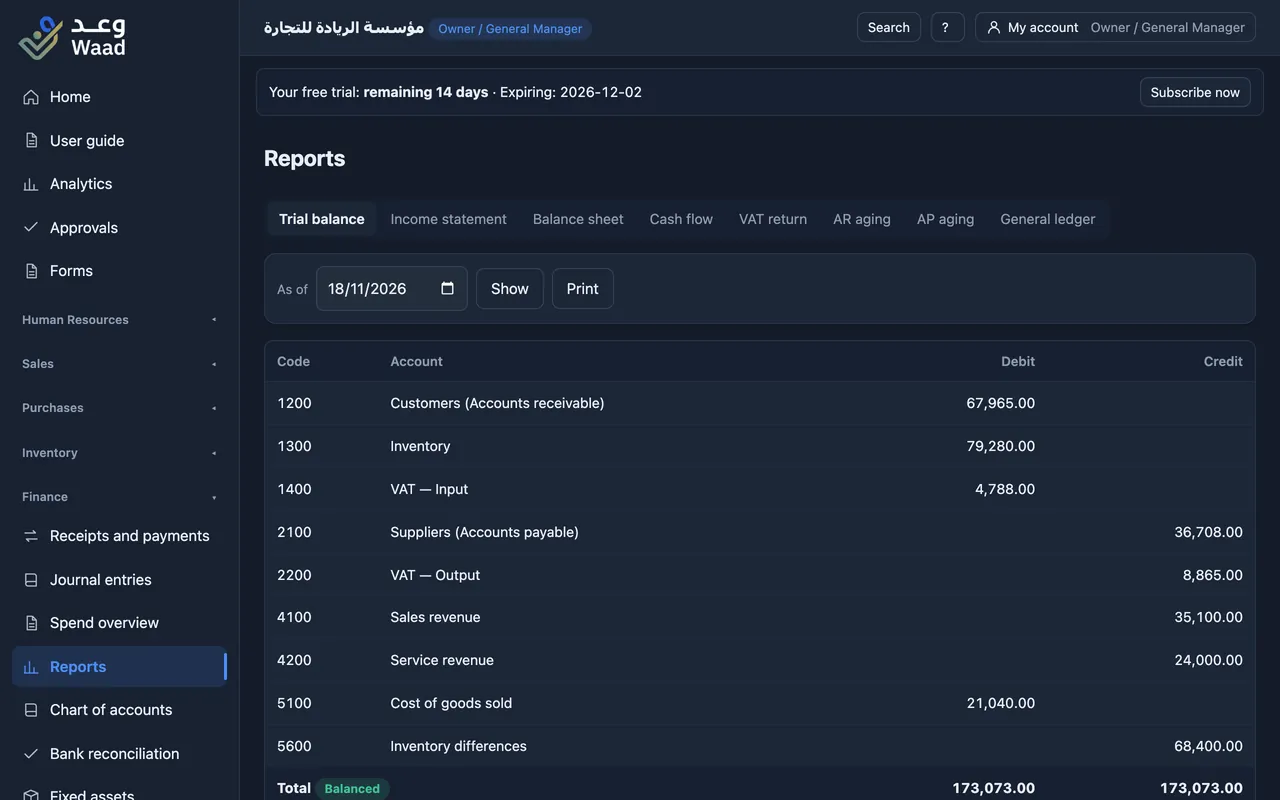 وعد
Waad
مؤسسة الريادة للتجارة Owner / General Manager Search ? My account Owner / General Manager
Your free trial: remaining 14 days · Expiring: 2026-12-02 Subscribe now
Home
User guide
Analytics
Approvals
Forms
Human Resources
Sales
Purchases
Inventory
Finance
Receipts and payments
Journal entries
Spend overview
Reports
Chart of accounts
Bank reconciliation
Fixed assets
Reports
Trial balance Income statement Balance sheet Cash flow VAT return AR aging AP aging General ledger
As of 18/11/2026 Show Print
Code Account Debit Credit
1200 Customers (Accounts receivable) 67,965.00
1300 Inventory 79,280.00
1400 VAT — Input 4,788.00
2100 Suppliers (Accounts payable) 36,708.00
2200 VAT — Output 8,865.00
4100 Sales revenue 35,100.00
4200 Service revenue 24,000.00
5100 Cost of goods sold 21,040.00
5600 Inventory differences 68,400.00
Total Balanced 173,073.00 173,073.00